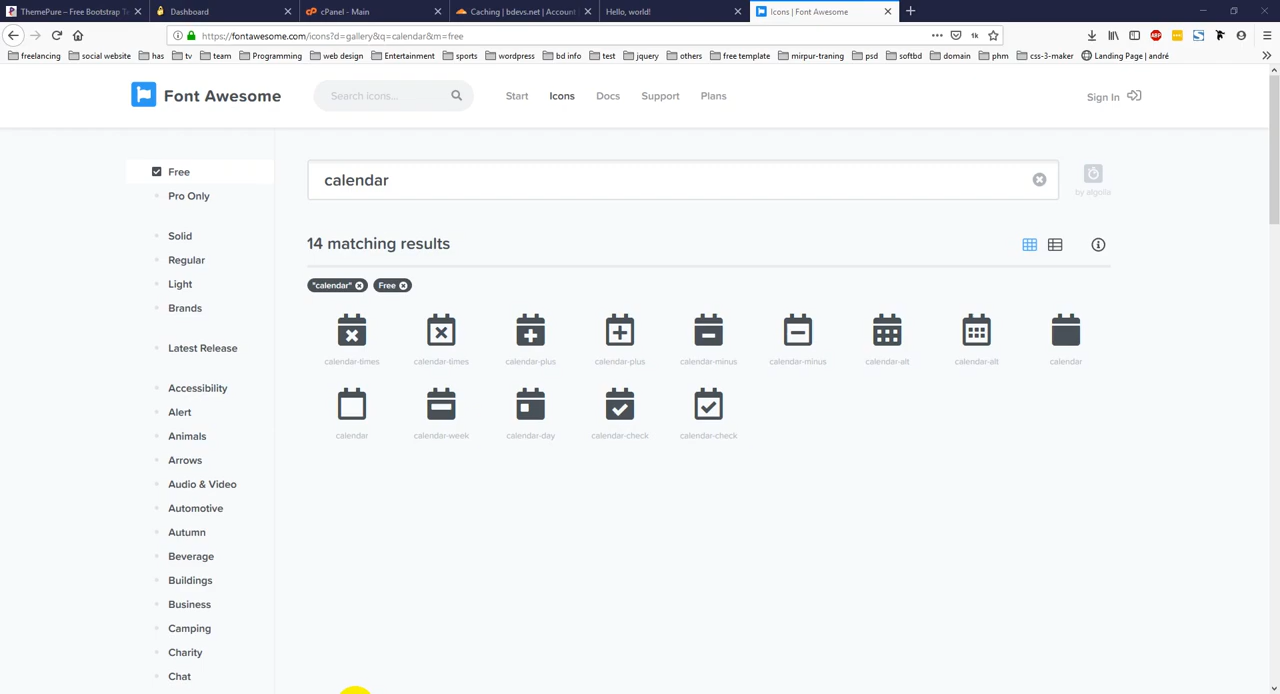 ThemePure – Free Bootstrap T
Dashboard
cPanel - Main
Caching | bdevs.net | Account
Hello, world!
Icons | Font Awesome
https://fontawesome.com/icons?d=gallery&q=calendar&m=free
1k
ABP
freelancing
social website
has
tv
team
Programming
web design
Entertainment
sports
wordpress
bd info
others
test
jquery
free template
mirpur-traning
psd
softbd
domain
phm
css-3-maker
Landing Page | andré
Font Awesome
Search icons...
Start
Icons
Docs
Support
Plans
Sign In
Free
Pro Only
Solid
Regular
Light
Brands
Latest Release
Accessibility
Alert
Animals
Arrows
Audio & Video
Automotive
Autumn
Beverage
Buildings
Business
Camping
Charity
Chat
calendar
by algolia
14 matching results
"calendar"
Free
calendar-times
calendar-times
calendar-plus
calendar-plus
calendar-minus
calendar-minus
calendar-alt
calendar-alt
calendar
calendar
calendar-week
calendar-day
calendar-check
calendar-check